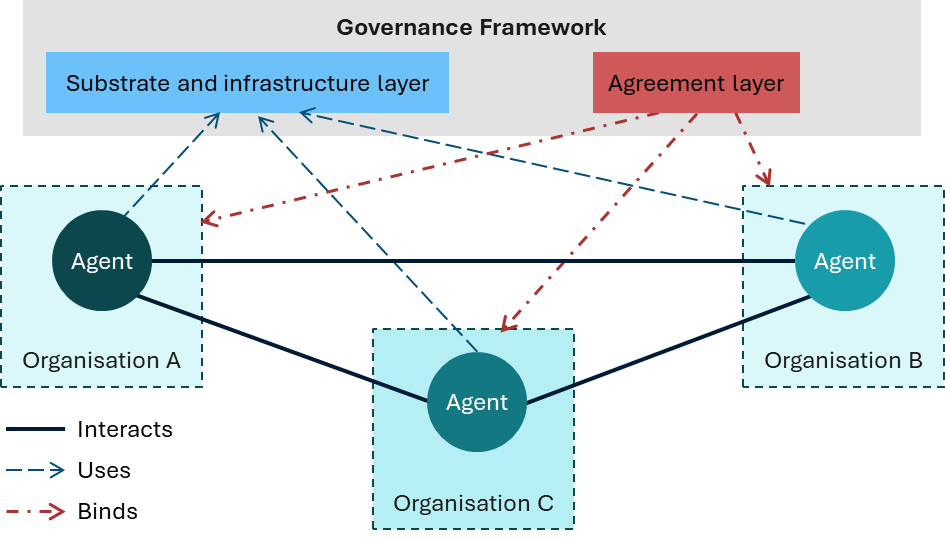 Governance Framework
Substrate and infrastructure layer
Agreement layer
Agent
Agent
Organisation A
Organisation B
Agent
Organisation C
Interacts
Uses
Binds